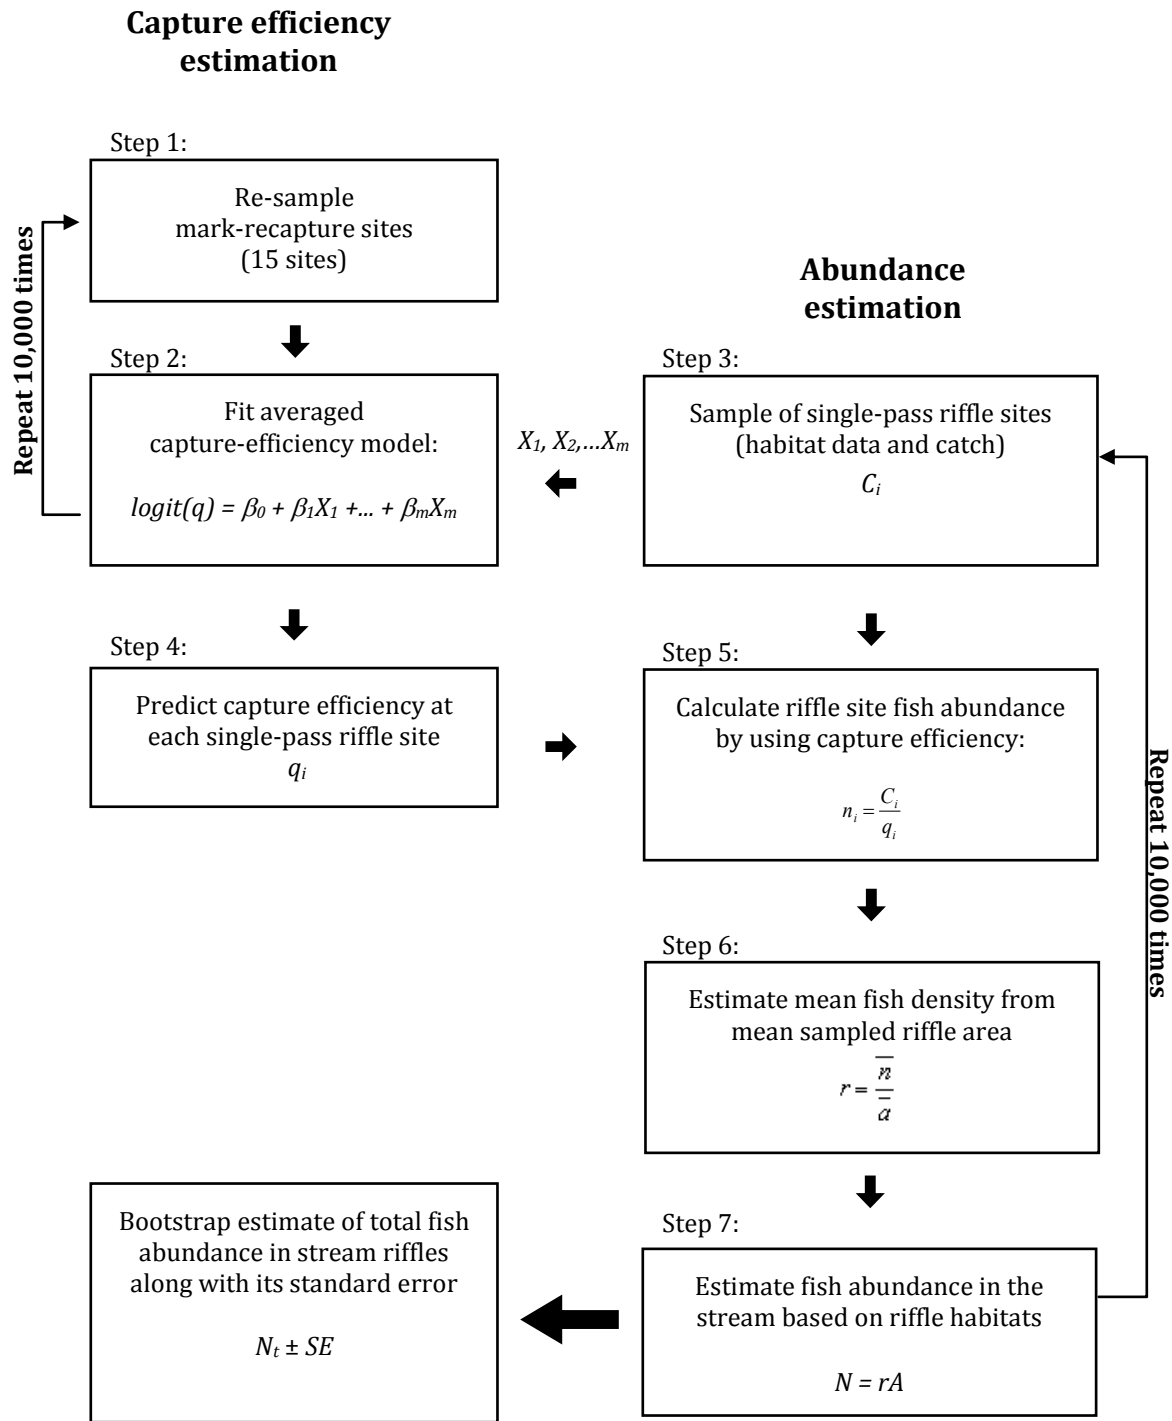 Capture efficiency
estimation
Step 1:
Re-sample
mark-recapture sites
(15 sites)
Repeat 10,000 times
Step 2:
Fit averaged
capture-efficiency model:
logit(q) = β₀ + β₁X₁ +... + βₘXₘ
X₁, X₂,...Xₘ
Abundance
estimation
Step 3:
Sample of single-pass riffle sites
(habitat data and catch)
Cᵢ
Step 4:
Predict capture efficiency at
each single-pass riffle site
qᵢ
Step 5:
Calculate riffle site fish abundance
by using capture efficiency:
nᵢ = Cᵢ / qᵢ
Repeat 10,000 times
Step 6:
Estimate mean fish density from
mean sampled riffle area
r = n̅ / a̅
Step 7:
Estimate fish abundance in the
stream based on riffle habitats
N = rA
Bootstrap estimate of total fish
abundance in stream riffles
along with its standard error
Nₜ ± SE